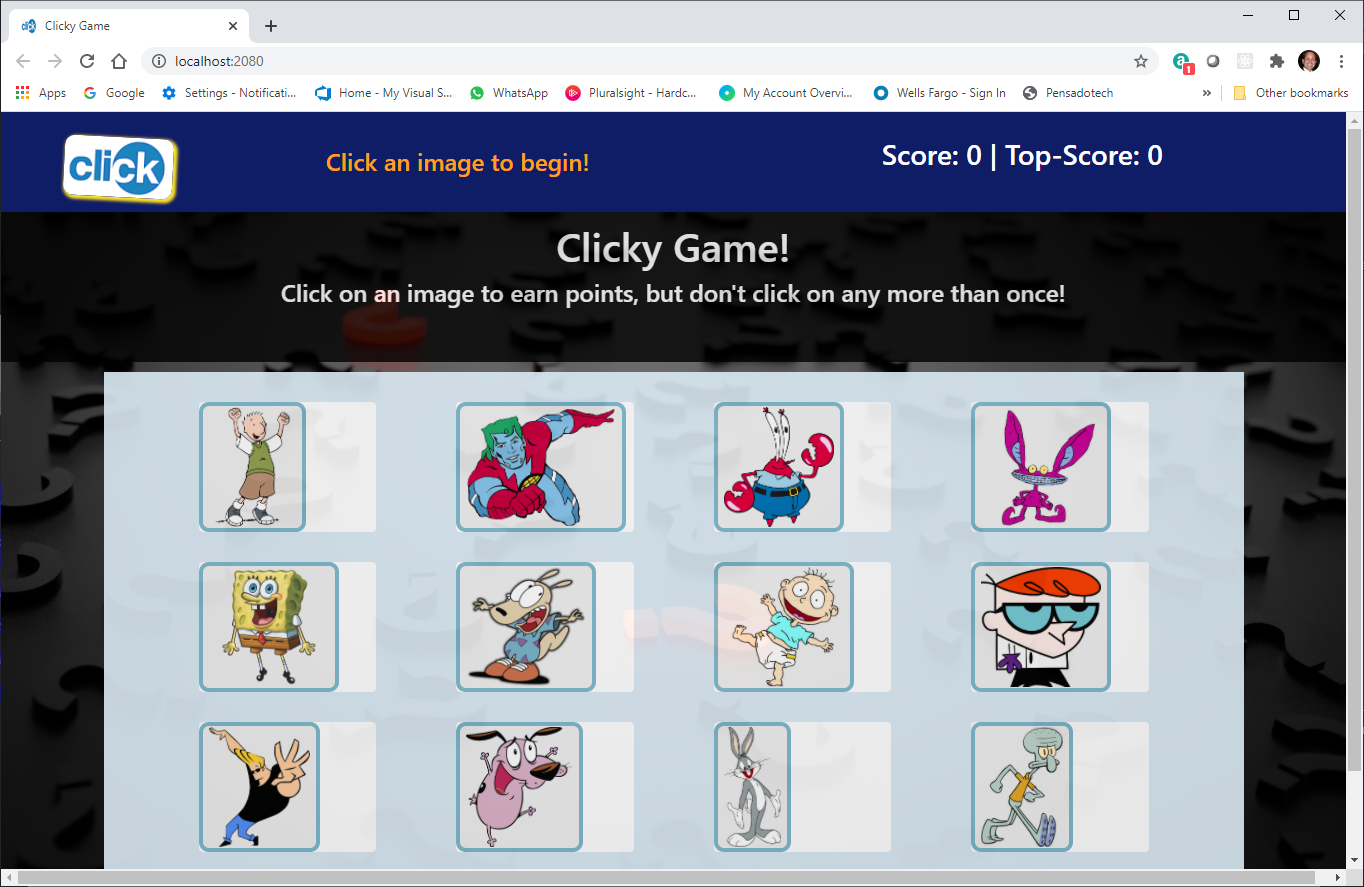 Clicky Game
localhost:2080
1
Apps
Google
Settings - Notificati...
Home - My Visual S...
WhatsApp
Pluralsight - Hardc...
My Account Overvi...
Wells Fargo - Sign In
Pensadotech
Other bookmarks
click
Click an image to begin!
Score: 0 | Top-Score: 0
Clicky Game!
Click on an image to earn points, but don't click on any more than once!